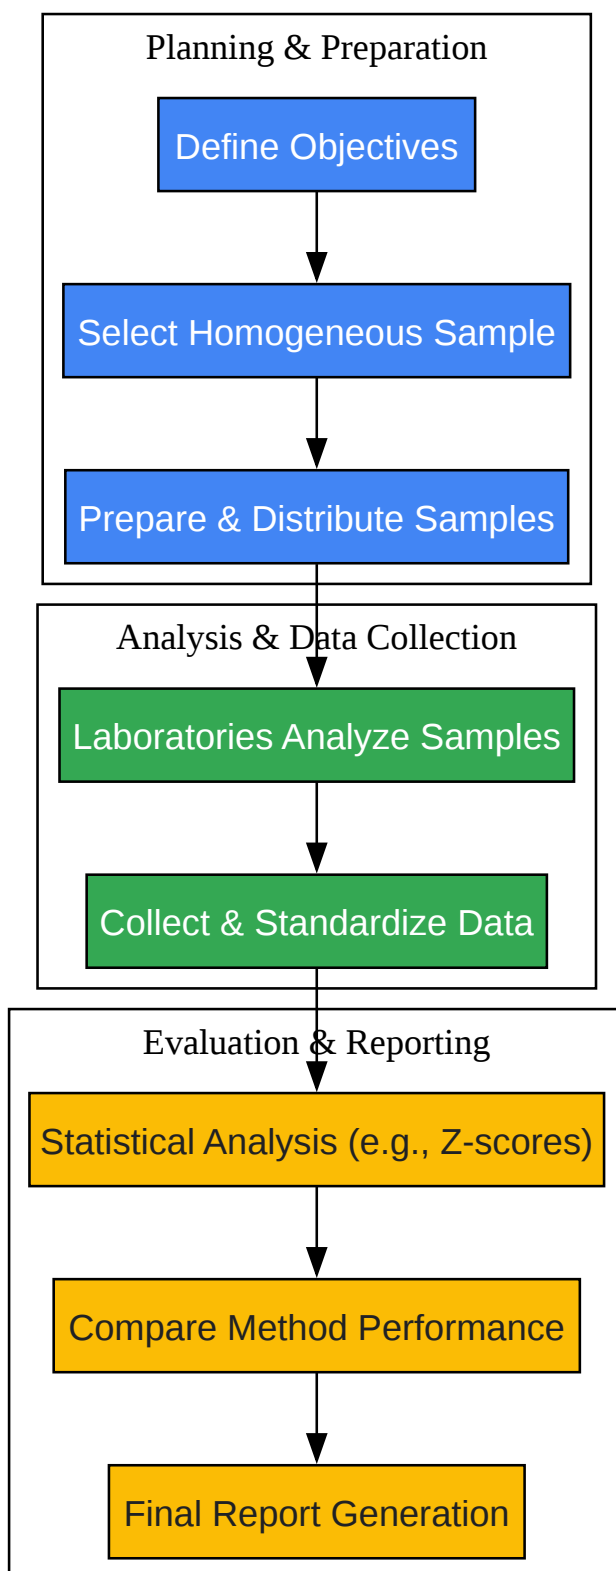 Planning & Preparation
Define Objectives
Select Homogeneous Sample
Prepare & Distribute Samples
Analysis & Data Collection
Laboratories Analyze Samples
Collect & Standardize Data
Evaluation & Reporting
Statistical Analysis (e.g., Z-scores)
Compare Method Performance
Final Report Generation